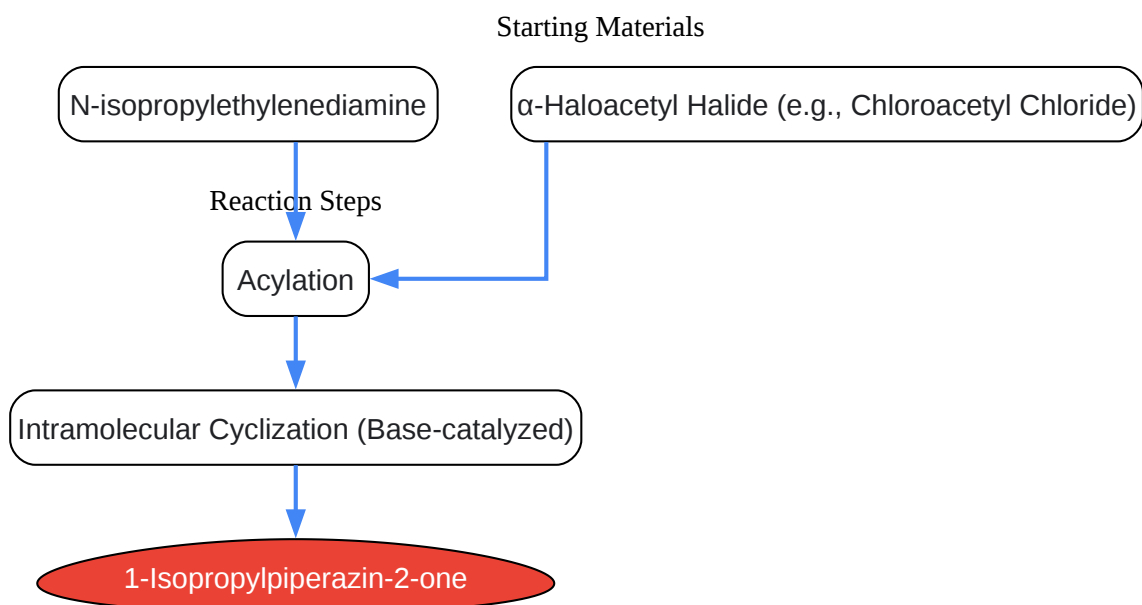 Starting Materials
N-isopropylethylenediamine
α-Haloacetyl Halide (e.g., Chloroacetyl Chloride)
Reaction Steps
Acylation
Intramolecular Cyclization (Base-catalyzed)
1-Isopropylpiperazin-2-one